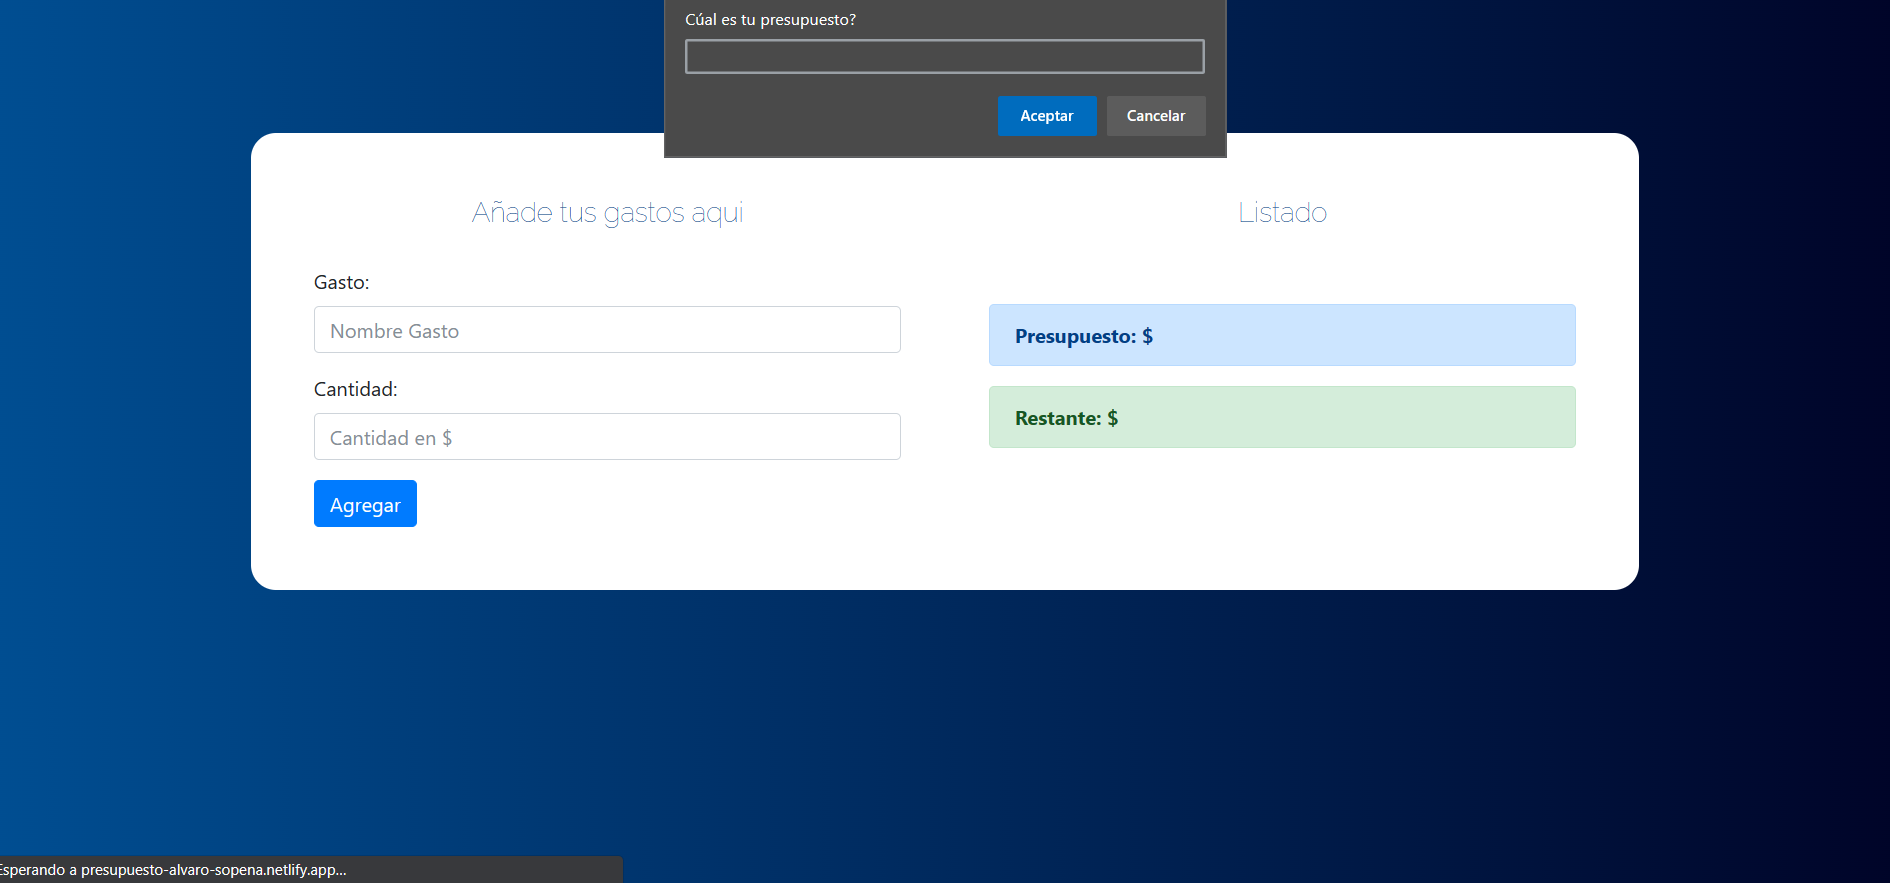 Cúal es tu presupuesto?
Aceptar
Cancelar
Añade tus gastos aqui
Gasto:
Nombre Gasto
Cantidad:
Cantidad en $
Agregar
Listado
Presupuesto: $
Restante: $
Esperando a presupuesto-alvaro-sopena.netlify.app...